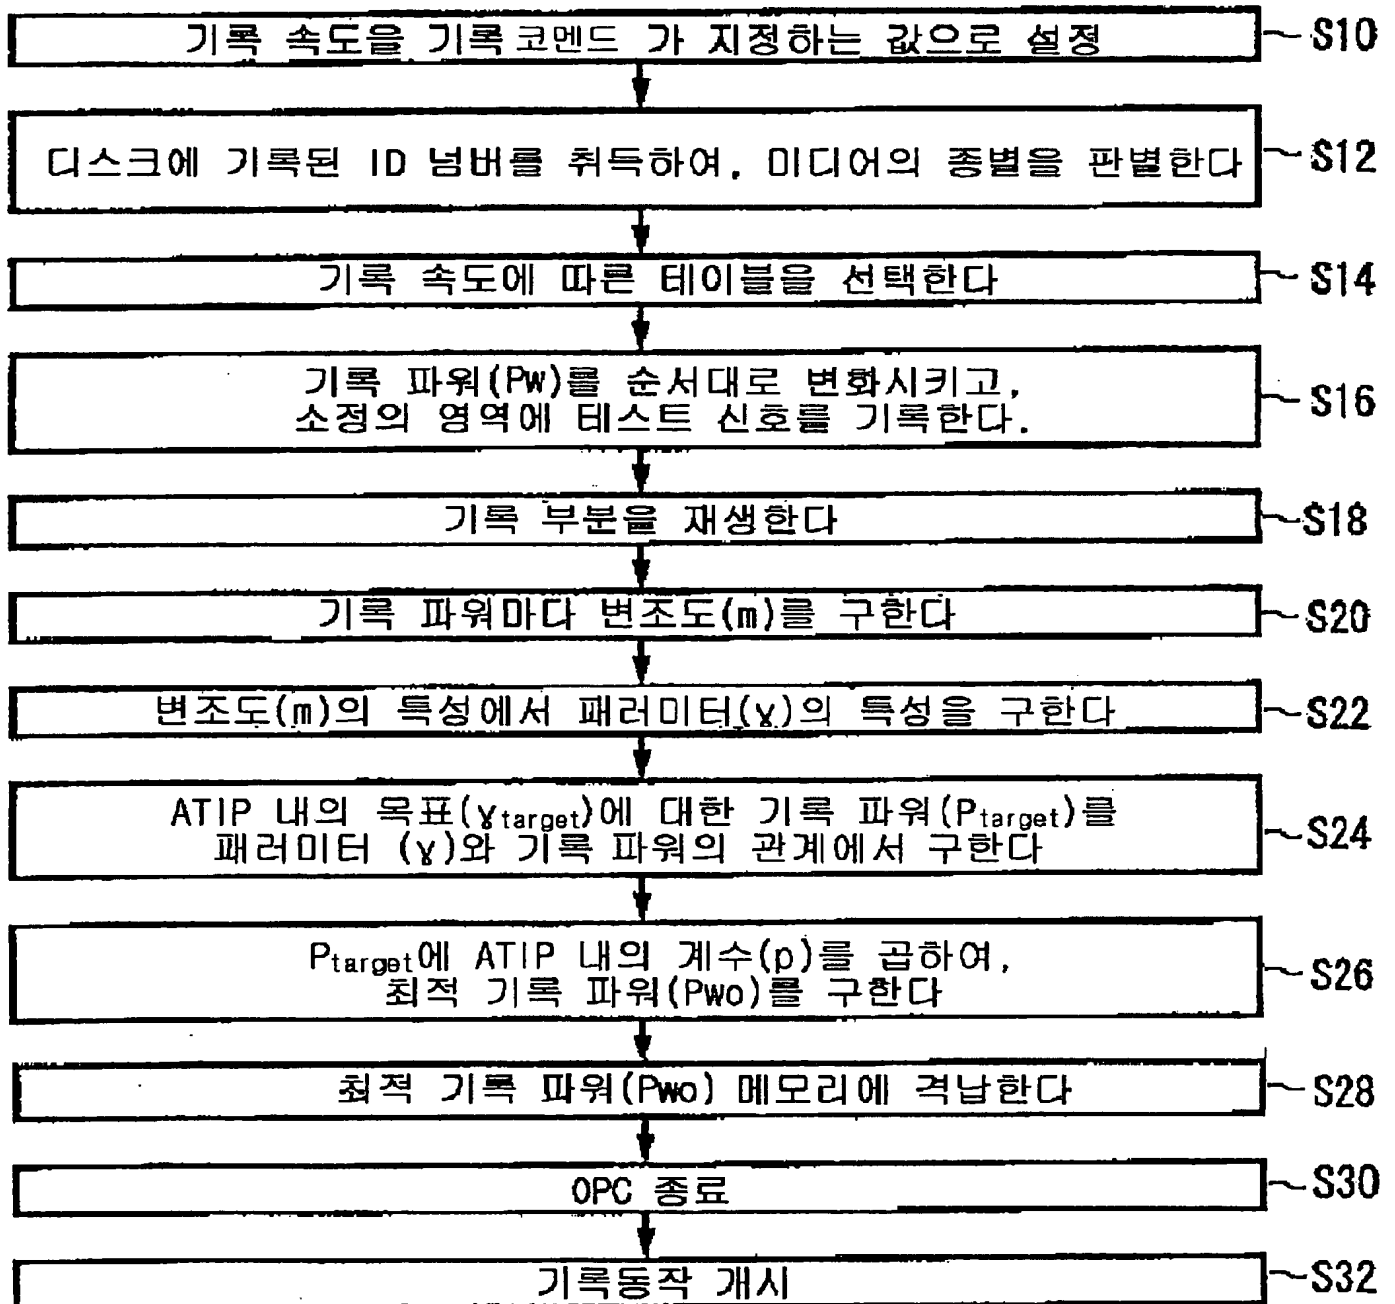 기록 속도을 기록 코멘드 가 지정하는 값으로 설정 S10
디스크에 기록된 ID 넘버를 취득하여, 미디어의 종별을 판별한다 S12
기록 속도에 따른 테이블을 선택한다 S14
기록 파워(Pw)를 순서대로 변화시키고,
소정의 영역에 테스트 신호를 기록한다. S16
기록 부분을 재생한다 S18
기록 파워마다 변조도(m)를 구한다 S20
변조도(m)의 특성에서 패러미터(γ)의 특성을 구한다 S22
ATIP 내의 목표(γtarget)에 대한 기록 파워(Ptarget)를
패러미터 (γ)와 기록 파워의 관계에서 구한다 S24
Ptarget에 ATIP 내의 계수(p)를 곱하여,
최적 기록 파워(Pwo)를 구한다 S26
최적 기록 파워(Pwo) 메모리에 격납한다 S28
OPC 종료 S30
기록동작 개시 S32